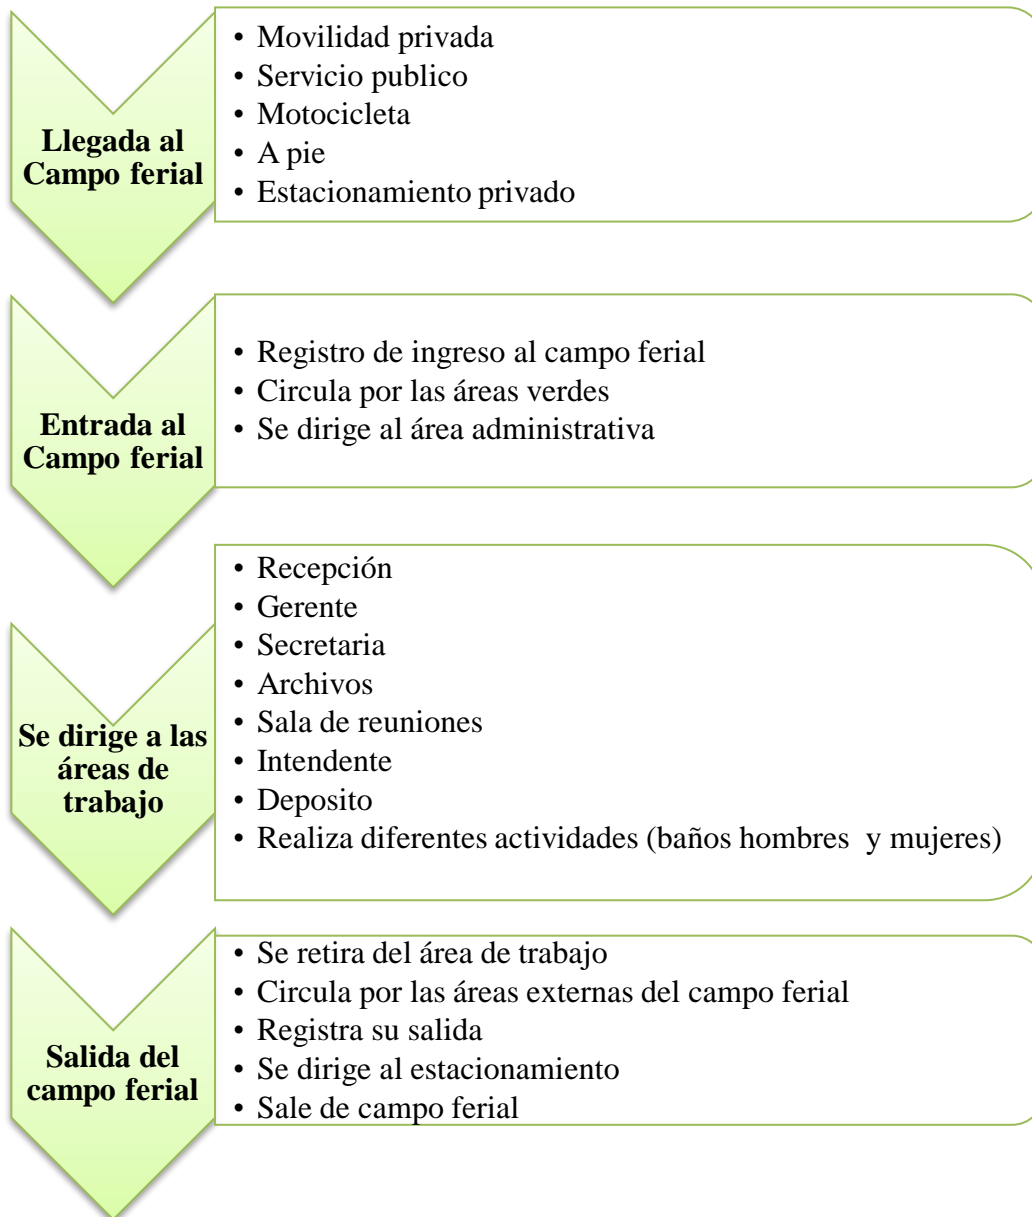 Llegada al
Campo ferial
• Movilidad privada
• Servicio publico
• Motocicleta
• A pie
• Estacionamiento privado
Entrada al
Campo ferial
• Registro de ingreso al campo ferial
• Circula por las áreas verdes
• Se dirige al área administrativa
Se dirige a las
áreas de
trabajo
• Recepción
• Gerente
• Secretaria
• Archivos
• Sala de reuniones
• Intendente
• Deposito
• Realiza diferentes actividades (baños hombres y mujeres)
Salida del
campo ferial
• Se retira del área de trabajo
• Circula por las áreas externas del campo ferial
• Registra su salida
• Se dirige al estacionamiento
• Sale de campo ferial